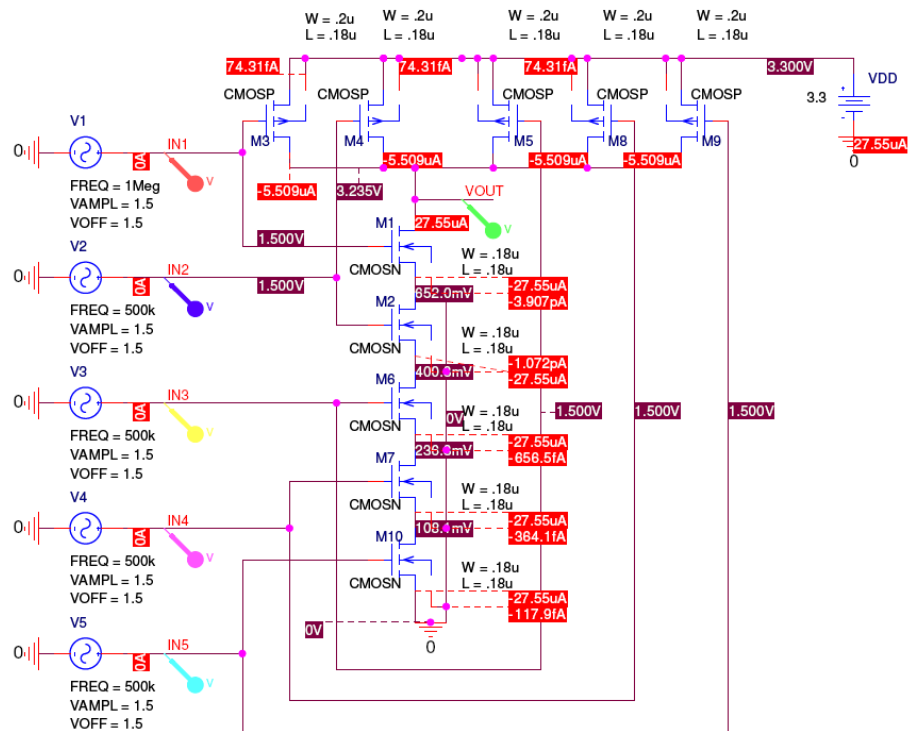 W = .2u
L = .18u
W = .2u
L = .18u
W = .2u
L = .18u
W = .2u
L = .18u
W = .2u
L = .18u
74.31fA
74.31fA
74.31fA
3.300V
VDD
3.3
27.55uA
0
CMOSP
M3
CMOSP
M4
CMOSP
M5
CMOSP
M8
CMOSP
M9
-5.509uA
-5.509uA
-5.509uA
-5.509uA
3.235V
V1
0
0A
IN1
V
FREQ = 1Meg
VAMPL = 1.5
VOFF = 1.5
VOUT
V
27.55uA
M1
CMOSN
1.500V
W = .18u
L = .18u
-27.55uA
-3.907pA
652.0mV
V2
0
0A
IN2
V
1.500V
FREQ = 500k
VAMPL = 1.5
VOFF = 1.5
M2
CMOSN
W = .18u
L = .18u
-1.072pA
-27.55uA
V3
0
0A
IN3
V
FREQ = 500k
VAMPL = 1.5
VOFF = 1.5
M6
CMOSN
0V
W = .18u
L = .18u
-27.55uA
-656.5fA
1.500V
1.500V
1.500V
V4
0
0A
IN4
V
FREQ = 500k
VAMPL = 1.5
VOFF = 1.5
M7
CMOSN
W = .18u
L = .18u
-27.55uA
-364.1fA
M10
CMOSN
W = .18u
L = .18u
-27.55uA
-117.9fA
0V
0
V5
0
0A
IN5
V
FREQ = 500k
VAMPL = 1.5
VOFF = 1.5